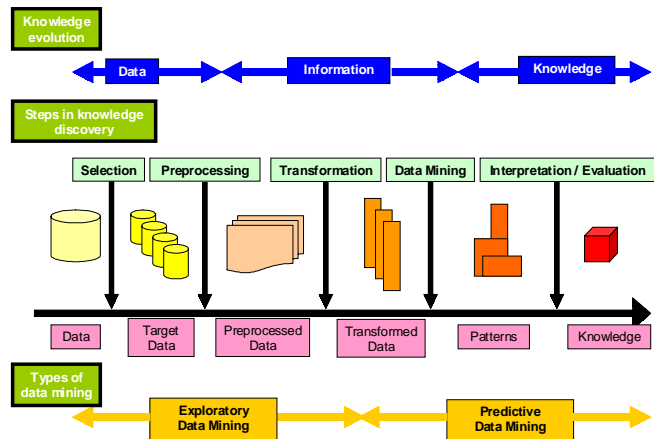 Knowledge
evolution
Data
Information
Knowledge
Steps in knowledge
discovery
Selection
Preprocessing
Transformation
Data Mining
Interpretation / Evaluation
Data
Target
Data
Preprocessed
Data
Transformed
Data
Patterns
Knowledge
Types of
data mining
Exploratory
Data Mining
Predictive
Data Mining